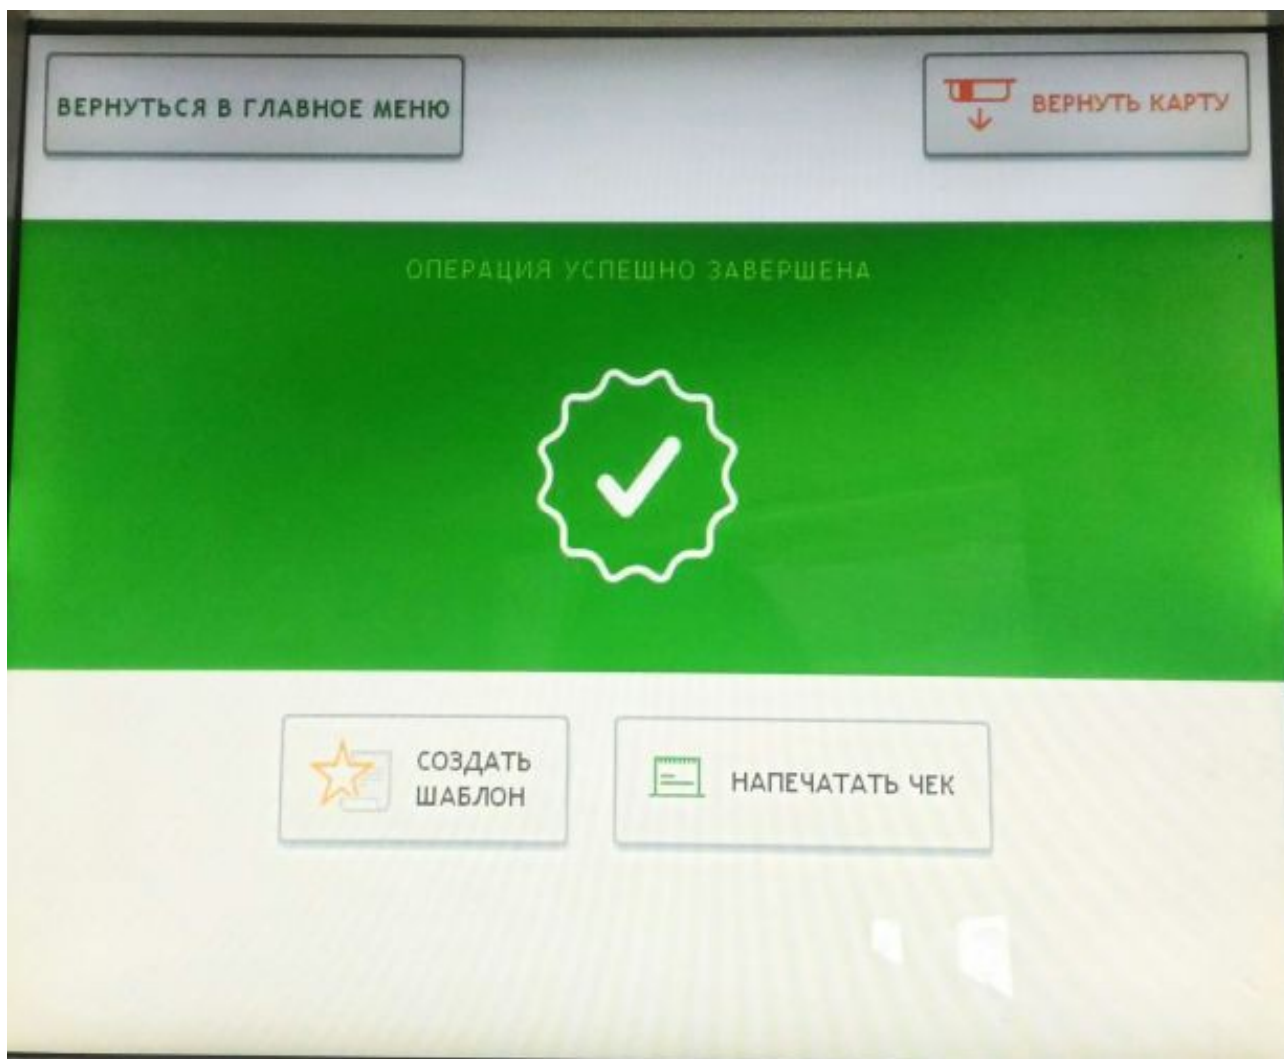 ВЕРНУТЬСЯ В ГЛАВНОЕ МЕНЮ
ВЕРНУТЬ КАРТУ
ОПЕРАЦИЯ УСПЕШНО ЗАВЕРШЕНА
СОЗДАТЬ
ШАБЛОН
НАПЕЧАТАТЬ ЧЕК